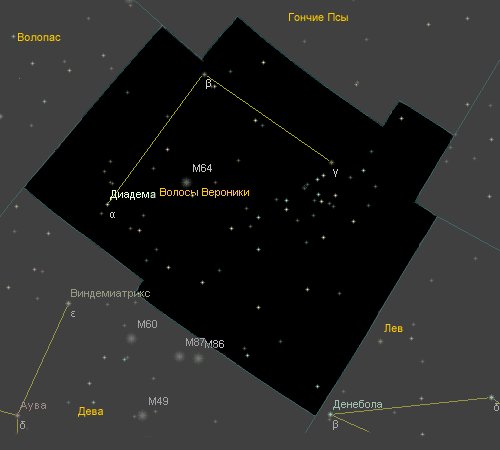 Гончие Псы
Волопас
β
M64
γ
Диадема
Волосы Вероники
α
Виндемиатрикс
ε
M60
Лев
M87
M86
M49
Дева
Аува
δ
Денебола
β
δ